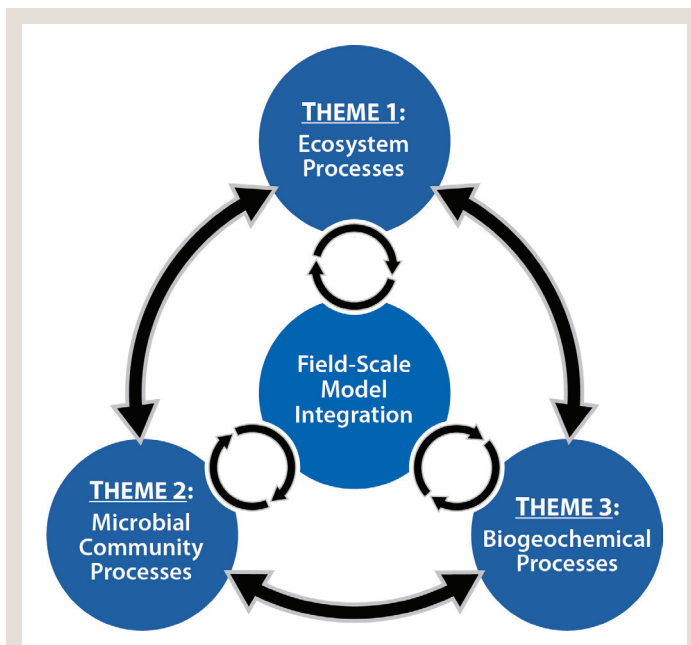 THEME 1:
Ecosystem
Processes
Field-Scale
Model
Integration
THEME 2:
Microbial
Community
Processes
THEME 3:
Biogeochemical
Processes